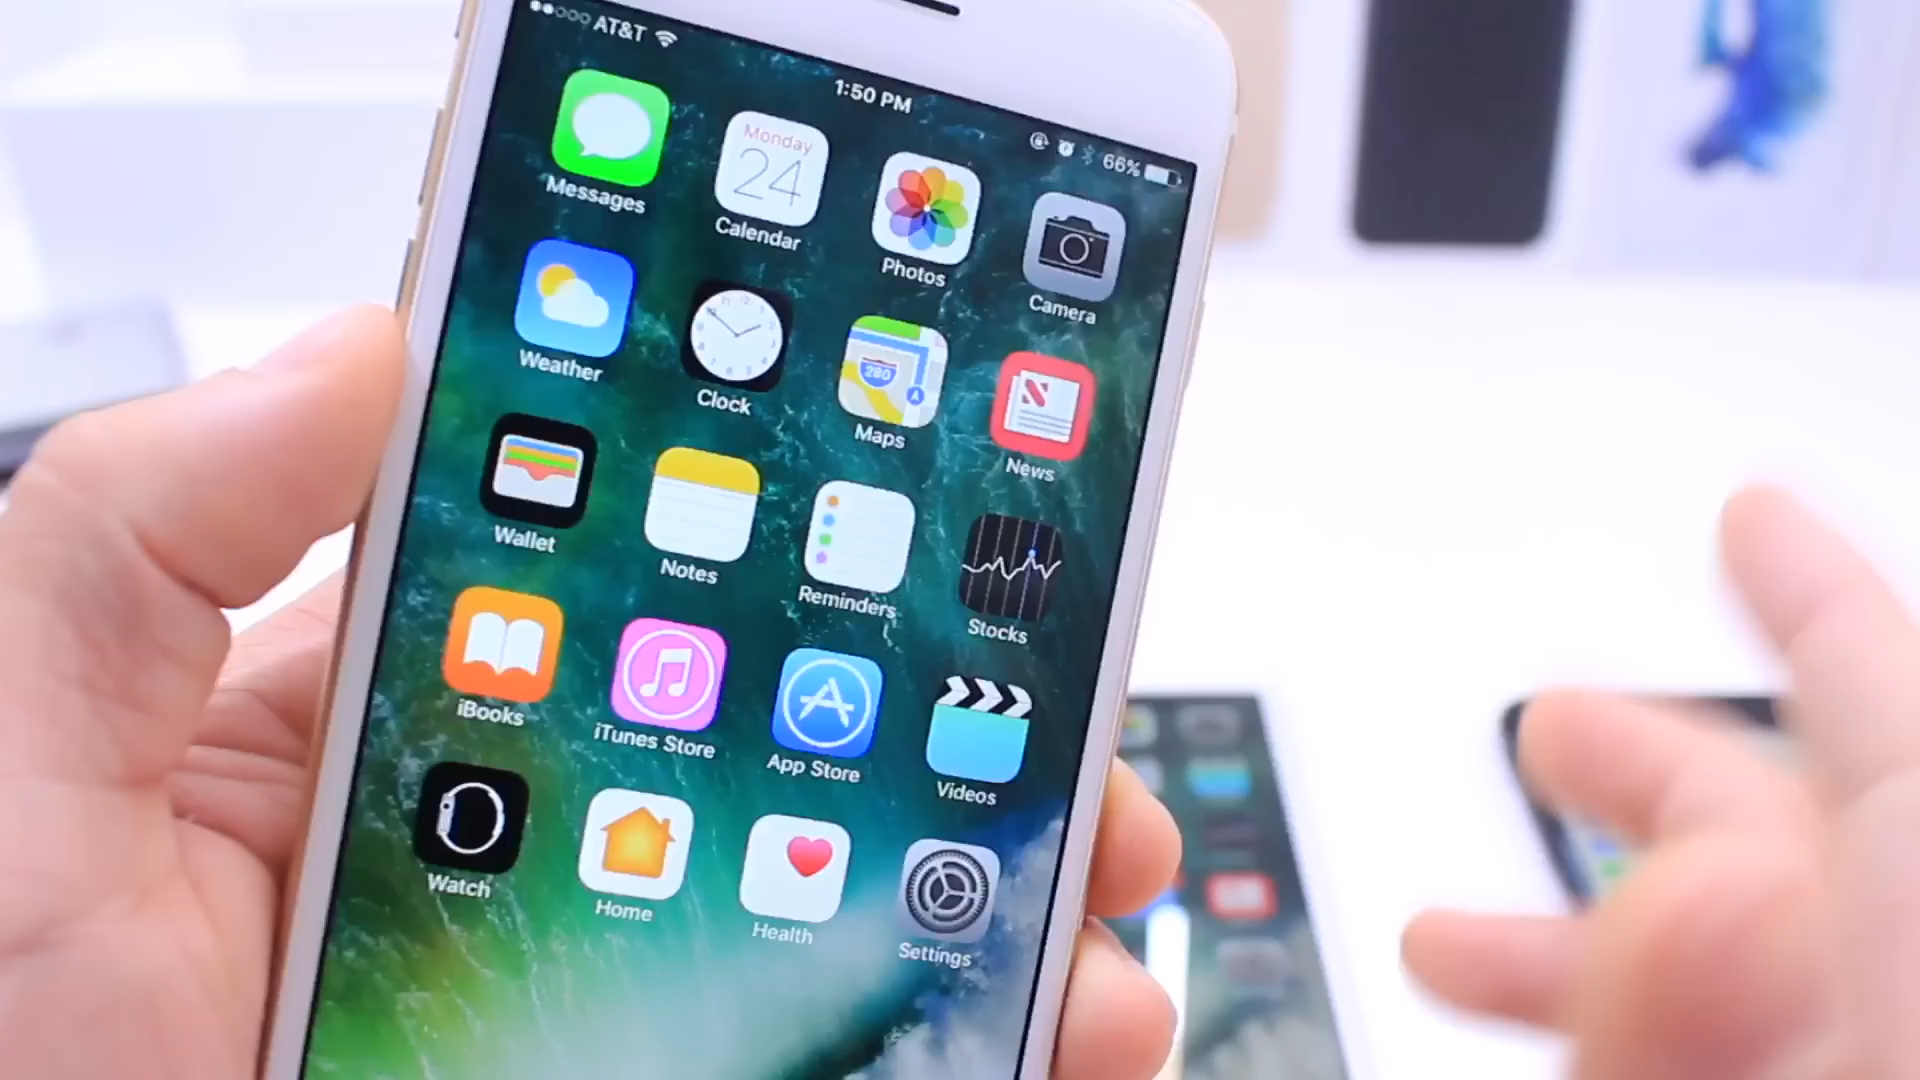 AT&T
1:50 PM
66%
Messages
Monday
24
Calendar
Photos
Camera
Weather
Clock
280
Maps
News
Wallet
Notes
Reminders
Stocks
iBooks
iTunes Store
App Store
Videos
Watch
Home
Health
Settings